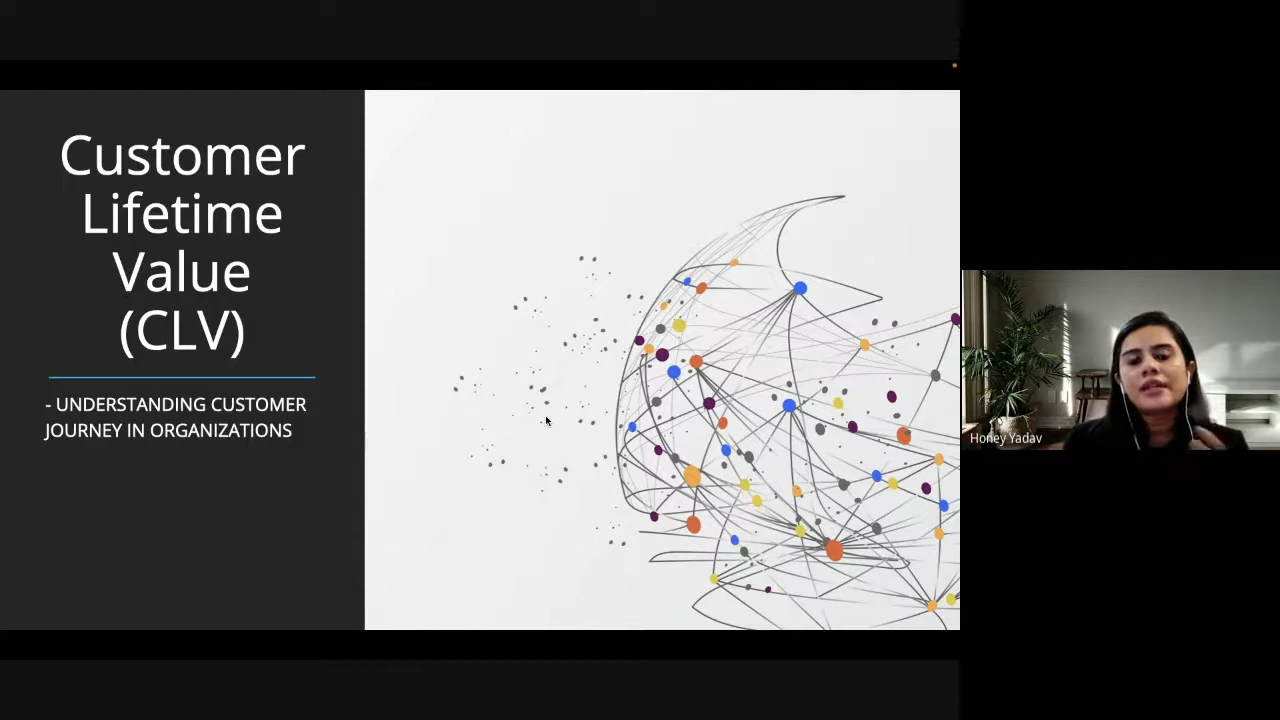 Customer
Lifetime
Value
(CLV)
- UNDERSTANDING CUSTOMER
JOURNEY IN ORGANIZATIONS
Honey Yadav